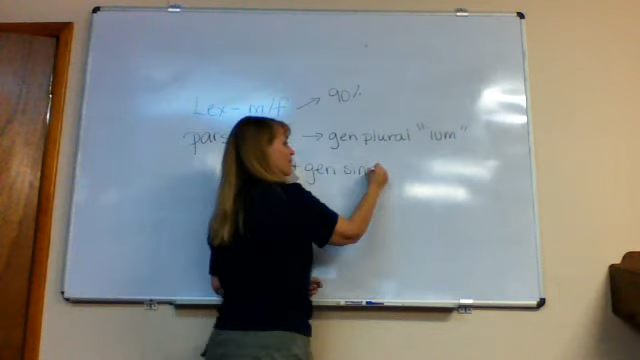 Lex - m/f → 90%
pars → gen plural "ium"
+ gen sin